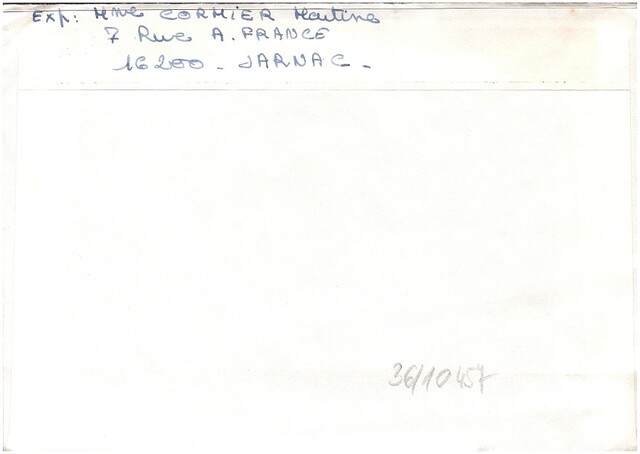 Exp: Mme CORMIER Martine
7 Rue A. FRANCE
16200 - JARNAC -
36/10457